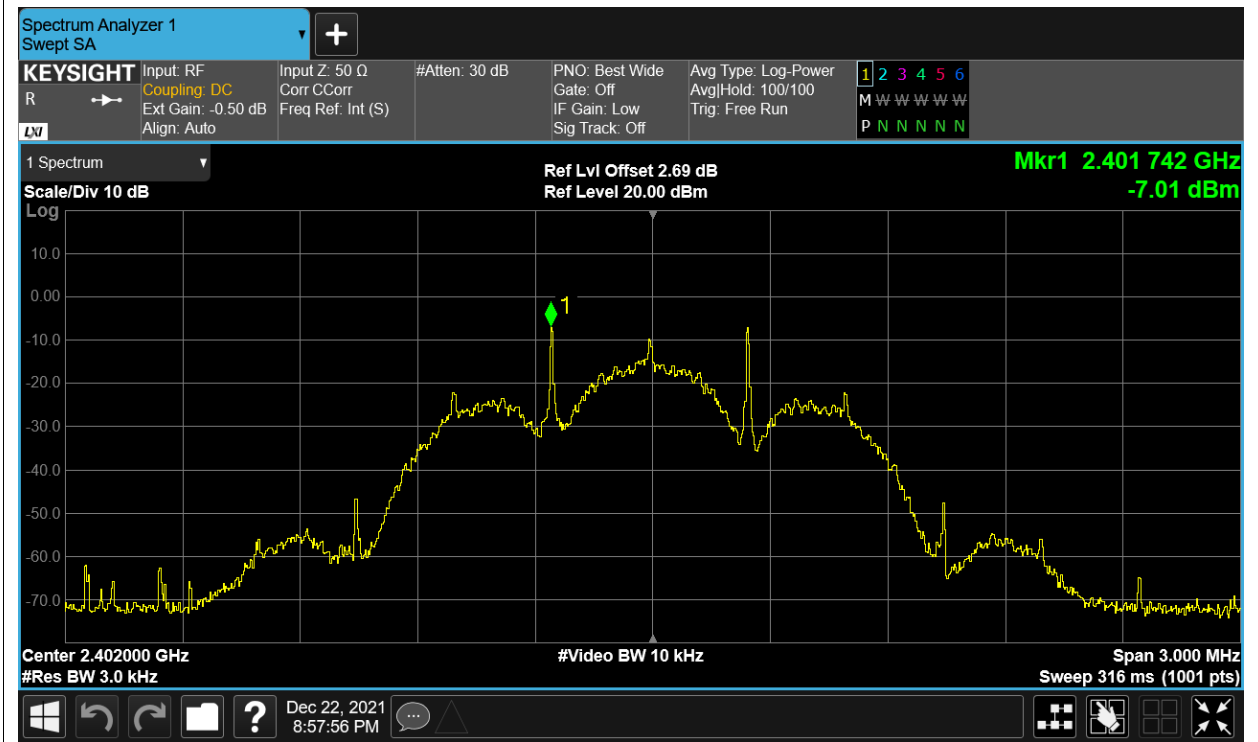 Spectrum Analyzer 1
Swept SA
+
KEYSIGHT
R
LXI
Input: RF
Coupling: DC
Ext Gain: -0.50 dB
Align: Auto
Input Z: 50 Ω
Corr CCorr
Freq Ref: Int (S)
#Atten: 30 dB
PNO: Best Wide
Gate: Off
IF Gain: Low
Sig Track: Off
Avg Type: Log-Power
Avg|Hold: 100/100
Trig: Free Run
1 2 3 4 5 6
M W W W W W
P N N N N N
1 Spectrum
Scale/Div 10 dB
Log
Ref Lvl Offset 2.69 dB
Ref Level 20.00 dBm
Mkr1 2.401 742 GHz
-7.01 dBm
1
10.0
0.00
-10.0
-20.0
-30.0
-40.0
-50.0
-60.0
-70.0
Center 2.402000 GHz
#Res BW 3.0 kHz
#Video BW 10 kHz
Span 3.000 MHz
Sweep 316 ms (1001 pts)
?
Dec 22, 2021
8:57:56 PM